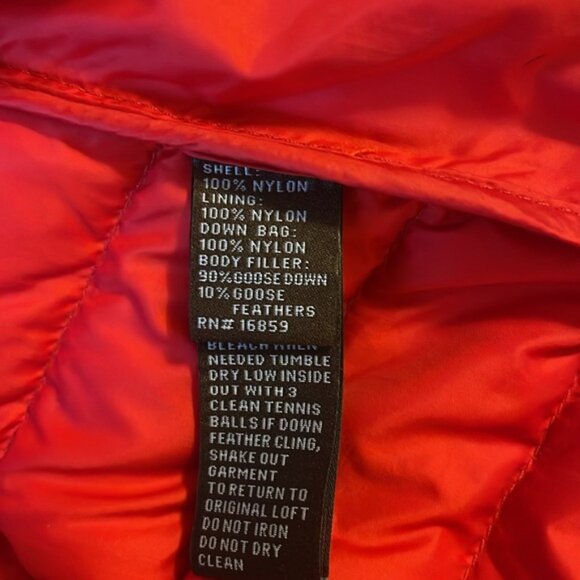 SHELL:
100% NYLON
LINING:
100% NYLON
DOWN BAG:
100% NYLON
BODY FILLER:
90% GOOSE DOWN
10% GOOSE
FEATHERS
RN# 16859
BLEACH WHEN
NEEDED TUMBLE
DRY LOW INSIDE
OUT WITH 3
CLEAN TENNIS
BALLS IF DOWN
FEATHER CLING,
SHAKE OUT
GARMENT
TO RETURN TO
ORIGINAL LOFT
DO NOT IRON
DO NOT DRY
CLEAN